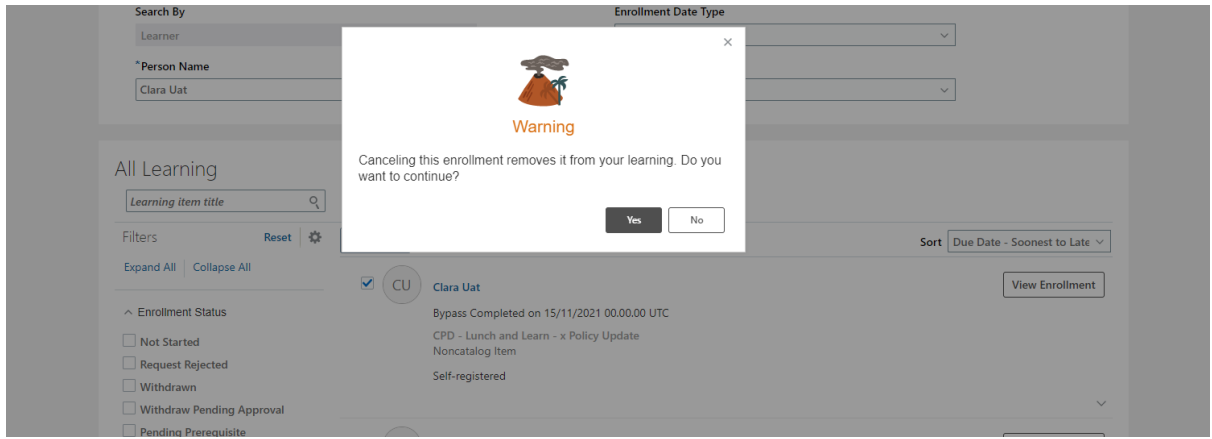 Search By
Enrollment Date Type
Learner
*Person Name
Clara Uat
Warning
Canceling this enrollment removes it from your learning. Do you
want to continue?
Yes
No
All Learning
Learning item title
Filters
Reset
Sort
Due Date - Soonest to Late
Expand All
Collapse All
CU
Clara Uat
View Enrollment
Bypass Completed on 15/11/2021 00.00.00 UTC
CPD - Lunch and Learn - x Policy Update
Noncatalog Item
Self-registered
Enrollment Status
Not Started
Request Rejected
Withdrawn
Withdraw Pending Approval
Pending Prerequisite